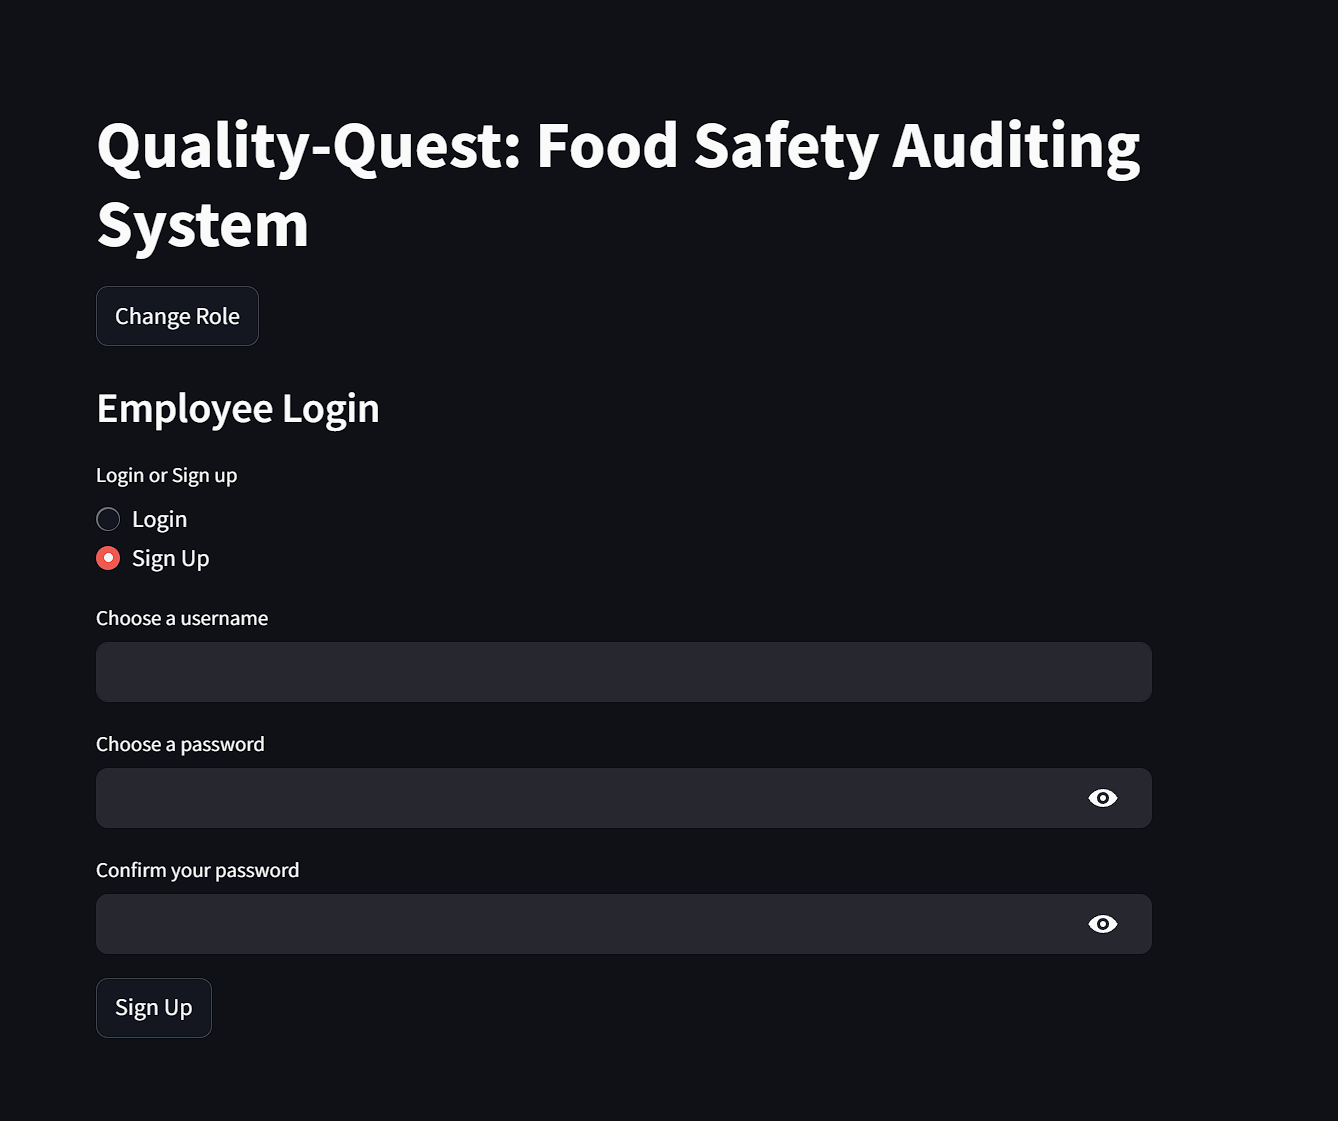 Quality-Quest: Food Safety Auditing
System
Change Role
Employee Login
Login or Sign up
Login
Sign Up
Choose a username
Choose a password
Confirm your password
Sign Up